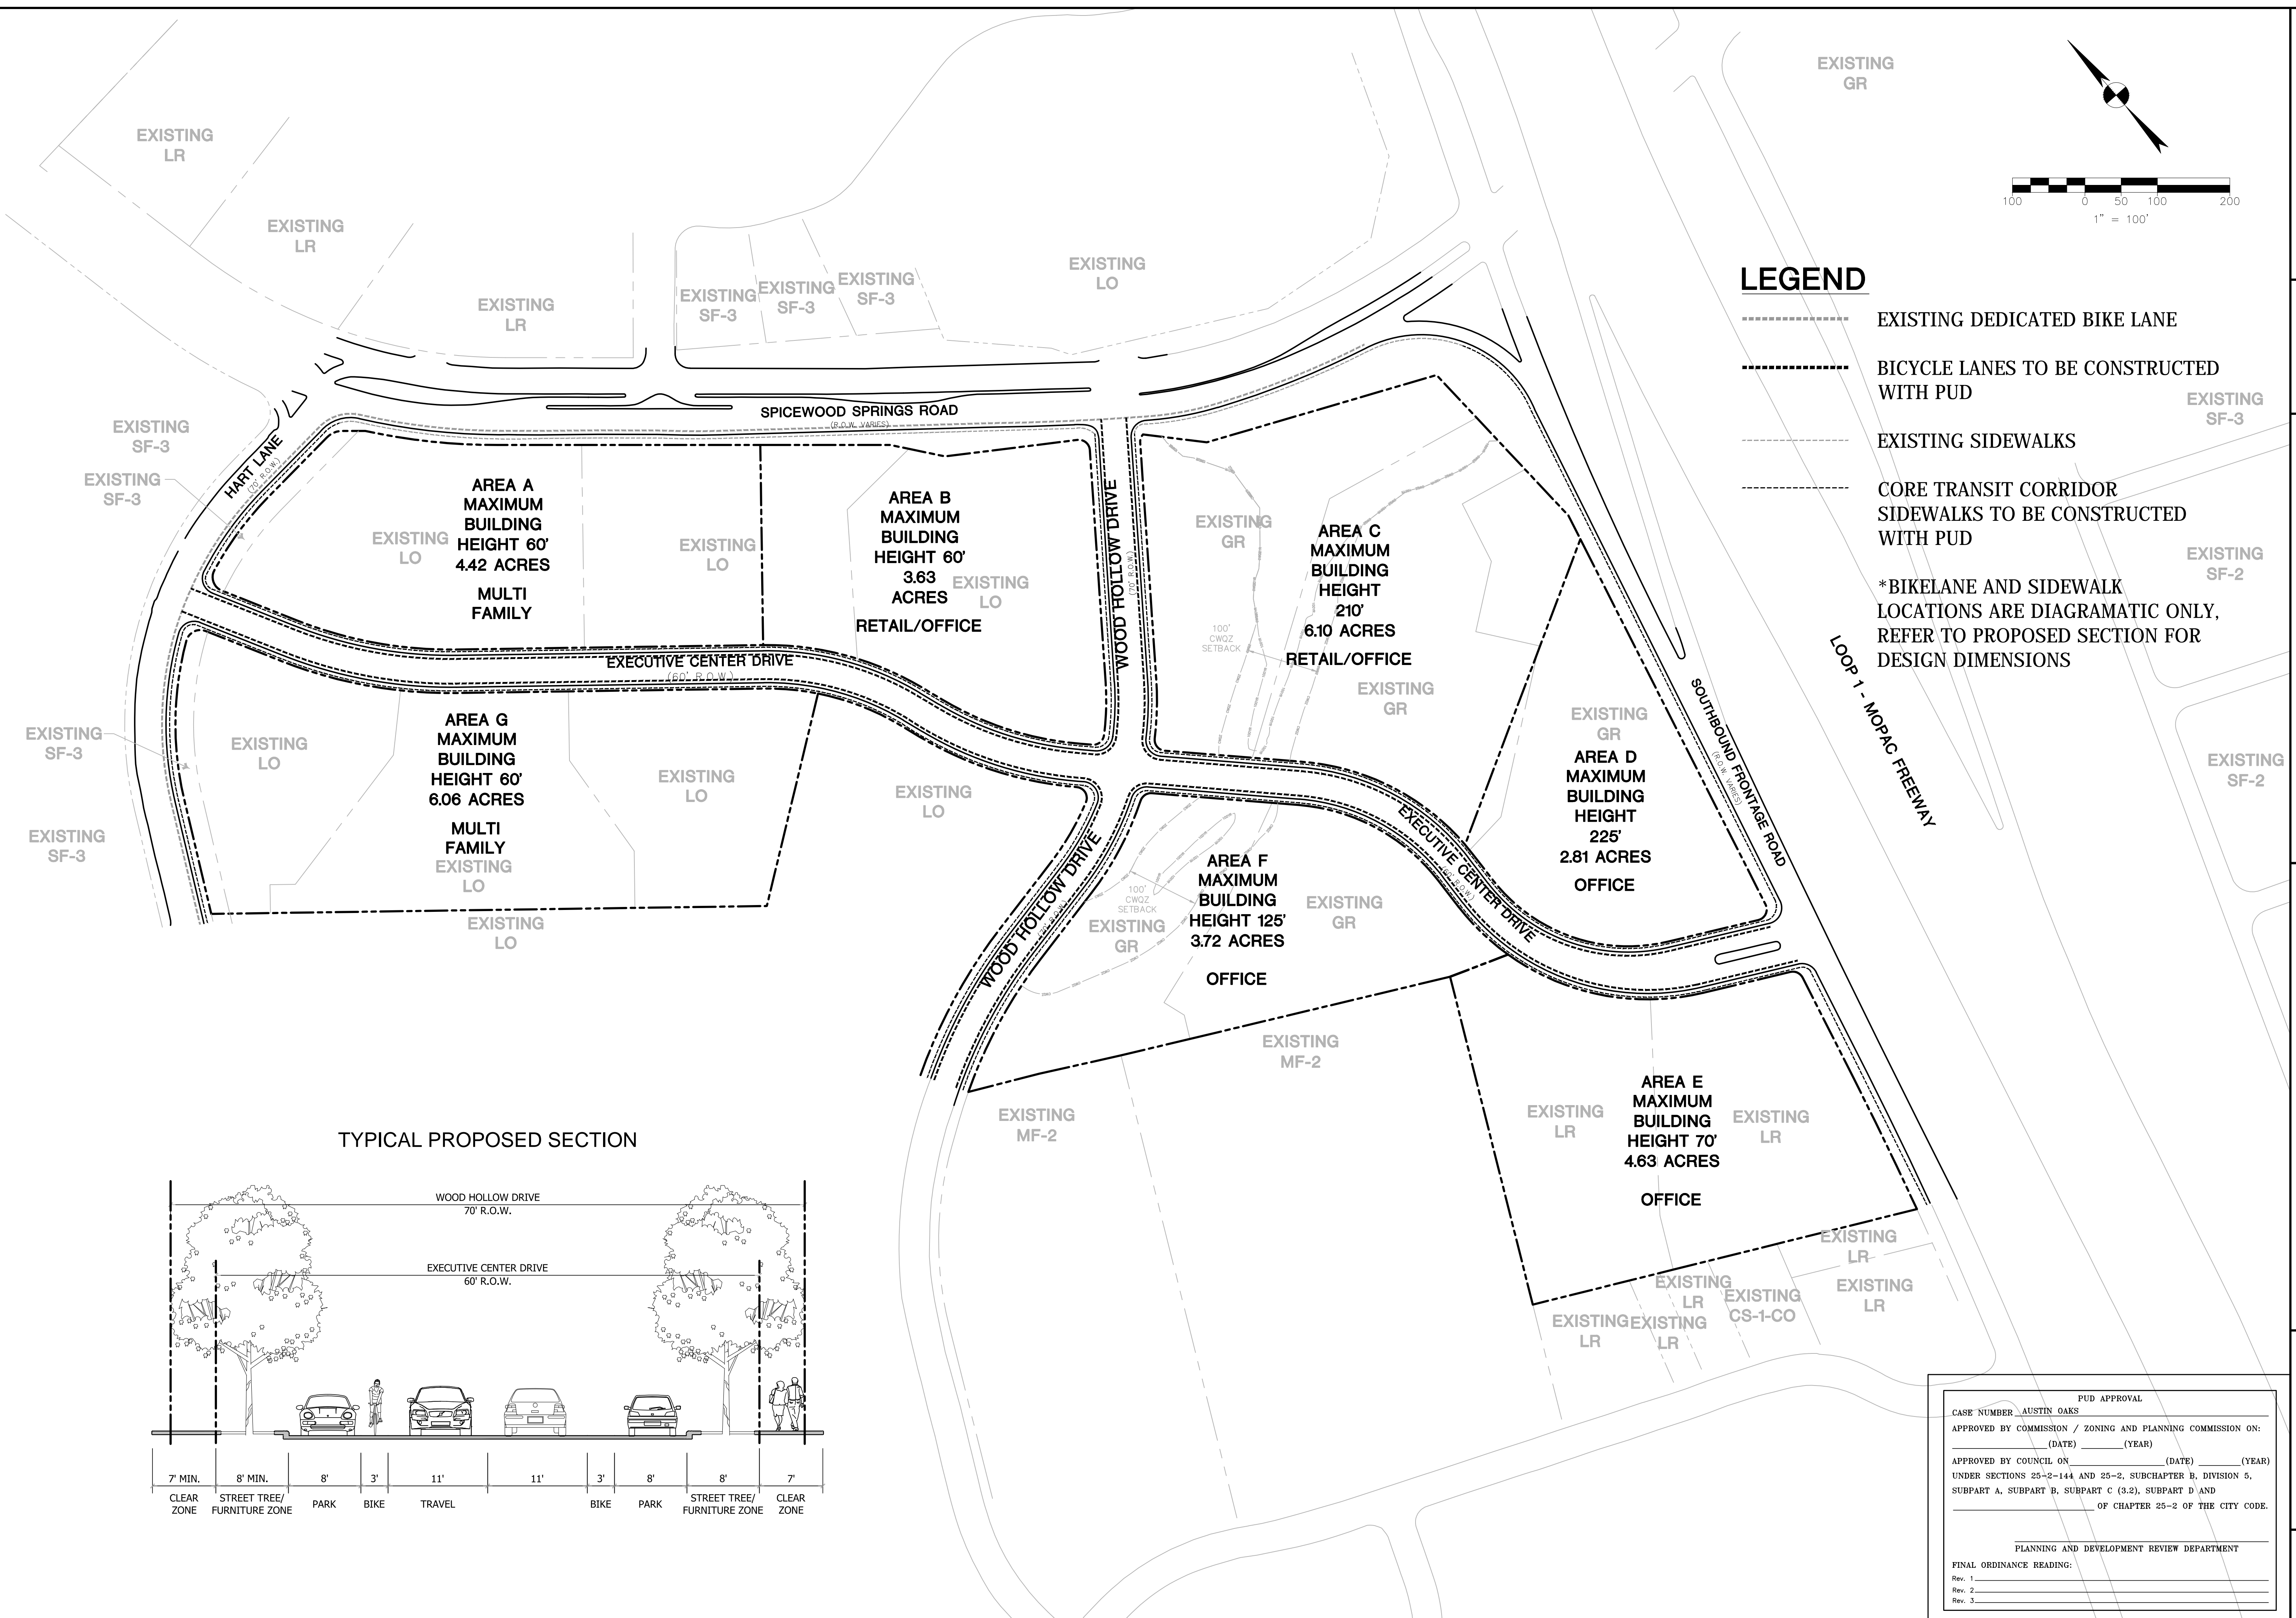 EXISTING
GR
EXISTING
LR
EXISTING
LR
EXISTING
LR
EXISTING
SF-3
EXISTING
SF-3
EXISTING
SF-3
EXISTING
LO
100 0 50 100 200
1" = 100'
LEGEND
EXISTING DEDICATED BIKE LANE
BICYCLE LANES TO BE CONSTRUCTED
WITH PUD
EXISTING SIDEWALKS
CORE TRANSIT CORRIDOR
SIDEWALKS TO BE CONSTRUCTED
WITH PUD
*BIKELANE AND SIDEWALK
LOCATIONS ARE DIAGRAMATIC ONLY,
REFER TO PROPOSED SECTION FOR
DESIGN DIMENSIONS
EXISTING
SF-3
EXISTING
SF-2
EXISTING
SF-2
LOOP 1 - MOPAC FREEWAY
SOUTHBOUND FRONTAGE ROAD
(R.O.W. VARIES)
SPICEWOOD SPRINGS ROAD
(R.O.W. VARIES)
HART LANE
(70' R.O.W.)
EXISTING
SF-3
EXISTING
SF-3
AREA A
MAXIMUM
BUILDING
HEIGHT 60'
4.42 ACRES
MULTI
FAMILY
EXISTING
LO
EXISTING
LO
AREA B
MAXIMUM
BUILDING
HEIGHT 60'
3.63
ACRES
RETAIL/OFFICE
EXISTING
LO
WOOD HOLLOW DRIVE
(70' R.O.W.)
EXISTING
GR
100'
CWQZ
SETBACK
AREA C
MAXIMUM
BUILDING
HEIGHT
210'
6.10 ACRES
RETAIL/OFFICE
EXISTING
GR
EXISTING
GR
AREA D
MAXIMUM
BUILDING
HEIGHT
225'
2.81 ACRES
OFFICE
EXECUTIVE CENTER DRIVE
(60' R.O.W.)
EXISTING
SF-3
EXISTING
SF-3
EXISTING
LO
AREA G
MAXIMUM
BUILDING
HEIGHT 60'
6.06 ACRES
MULTI
FAMILY
EXISTING
LO
EXISTING
LO
EXISTING
LO
EXISTING
LO
WOOD HOLLOW DRIVE
EXECUTIVE CENTER DRIVE
(60' R.O.W.)
100'
CWQZ
SETBACK
EXISTING
GR
AREA F
MAXIMUM
BUILDING
HEIGHT 125'
3.72 ACRES
OFFICE
EXISTING
GR
EXISTING
MF-2
EXISTING
MF-2
EXISTING
LR
AREA E
MAXIMUM
BUILDING
HEIGHT 70'
4.63 ACRES
OFFICE
EXISTING
LR
EXISTING
LR
EXISTING
LR
EXISTING
LR
EXISTING
LR
EXISTING
CS-1-CO
EXISTING
LR
TYPICAL PROPOSED SECTION
WOOD HOLLOW DRIVE
70' R.O.W.
EXECUTIVE CENTER DRIVE
60' R.O.W.
7' MIN. 8' MIN. 8' 3' 11' 11' 3' 8' 8' 7'
CLEAR ZONE
STREET TREE/ FURNITURE ZONE
PARK
BIKE
TRAVEL
BIKE
PARK
STREET TREE/ FURNITURE ZONE
CLEAR ZONE
PUD APPROVAL
CASE NUMBER AUSTIN OAKS
APPROVED BY COMMISSION / ZONING AND PLANNING COMMISSION ON:
(DATE) (YEAR)
APPROVED BY COUNCIL ON (DATE) (YEAR)
UNDER SECTIONS 25-2-144 AND 25-2, SUBCHAPTER B, DIVISION 5,
SUBPART A, SUBPART B, SUBPART C (3.2), SUBPART D AND
OF CHAPTER 25-2 OF THE CITY CODE.
PLANNING AND DEVELOPMENT REVIEW DEPARTMENT
FINAL ORDINANCE READING:
Rev. 1
Rev. 2
Rev. 3